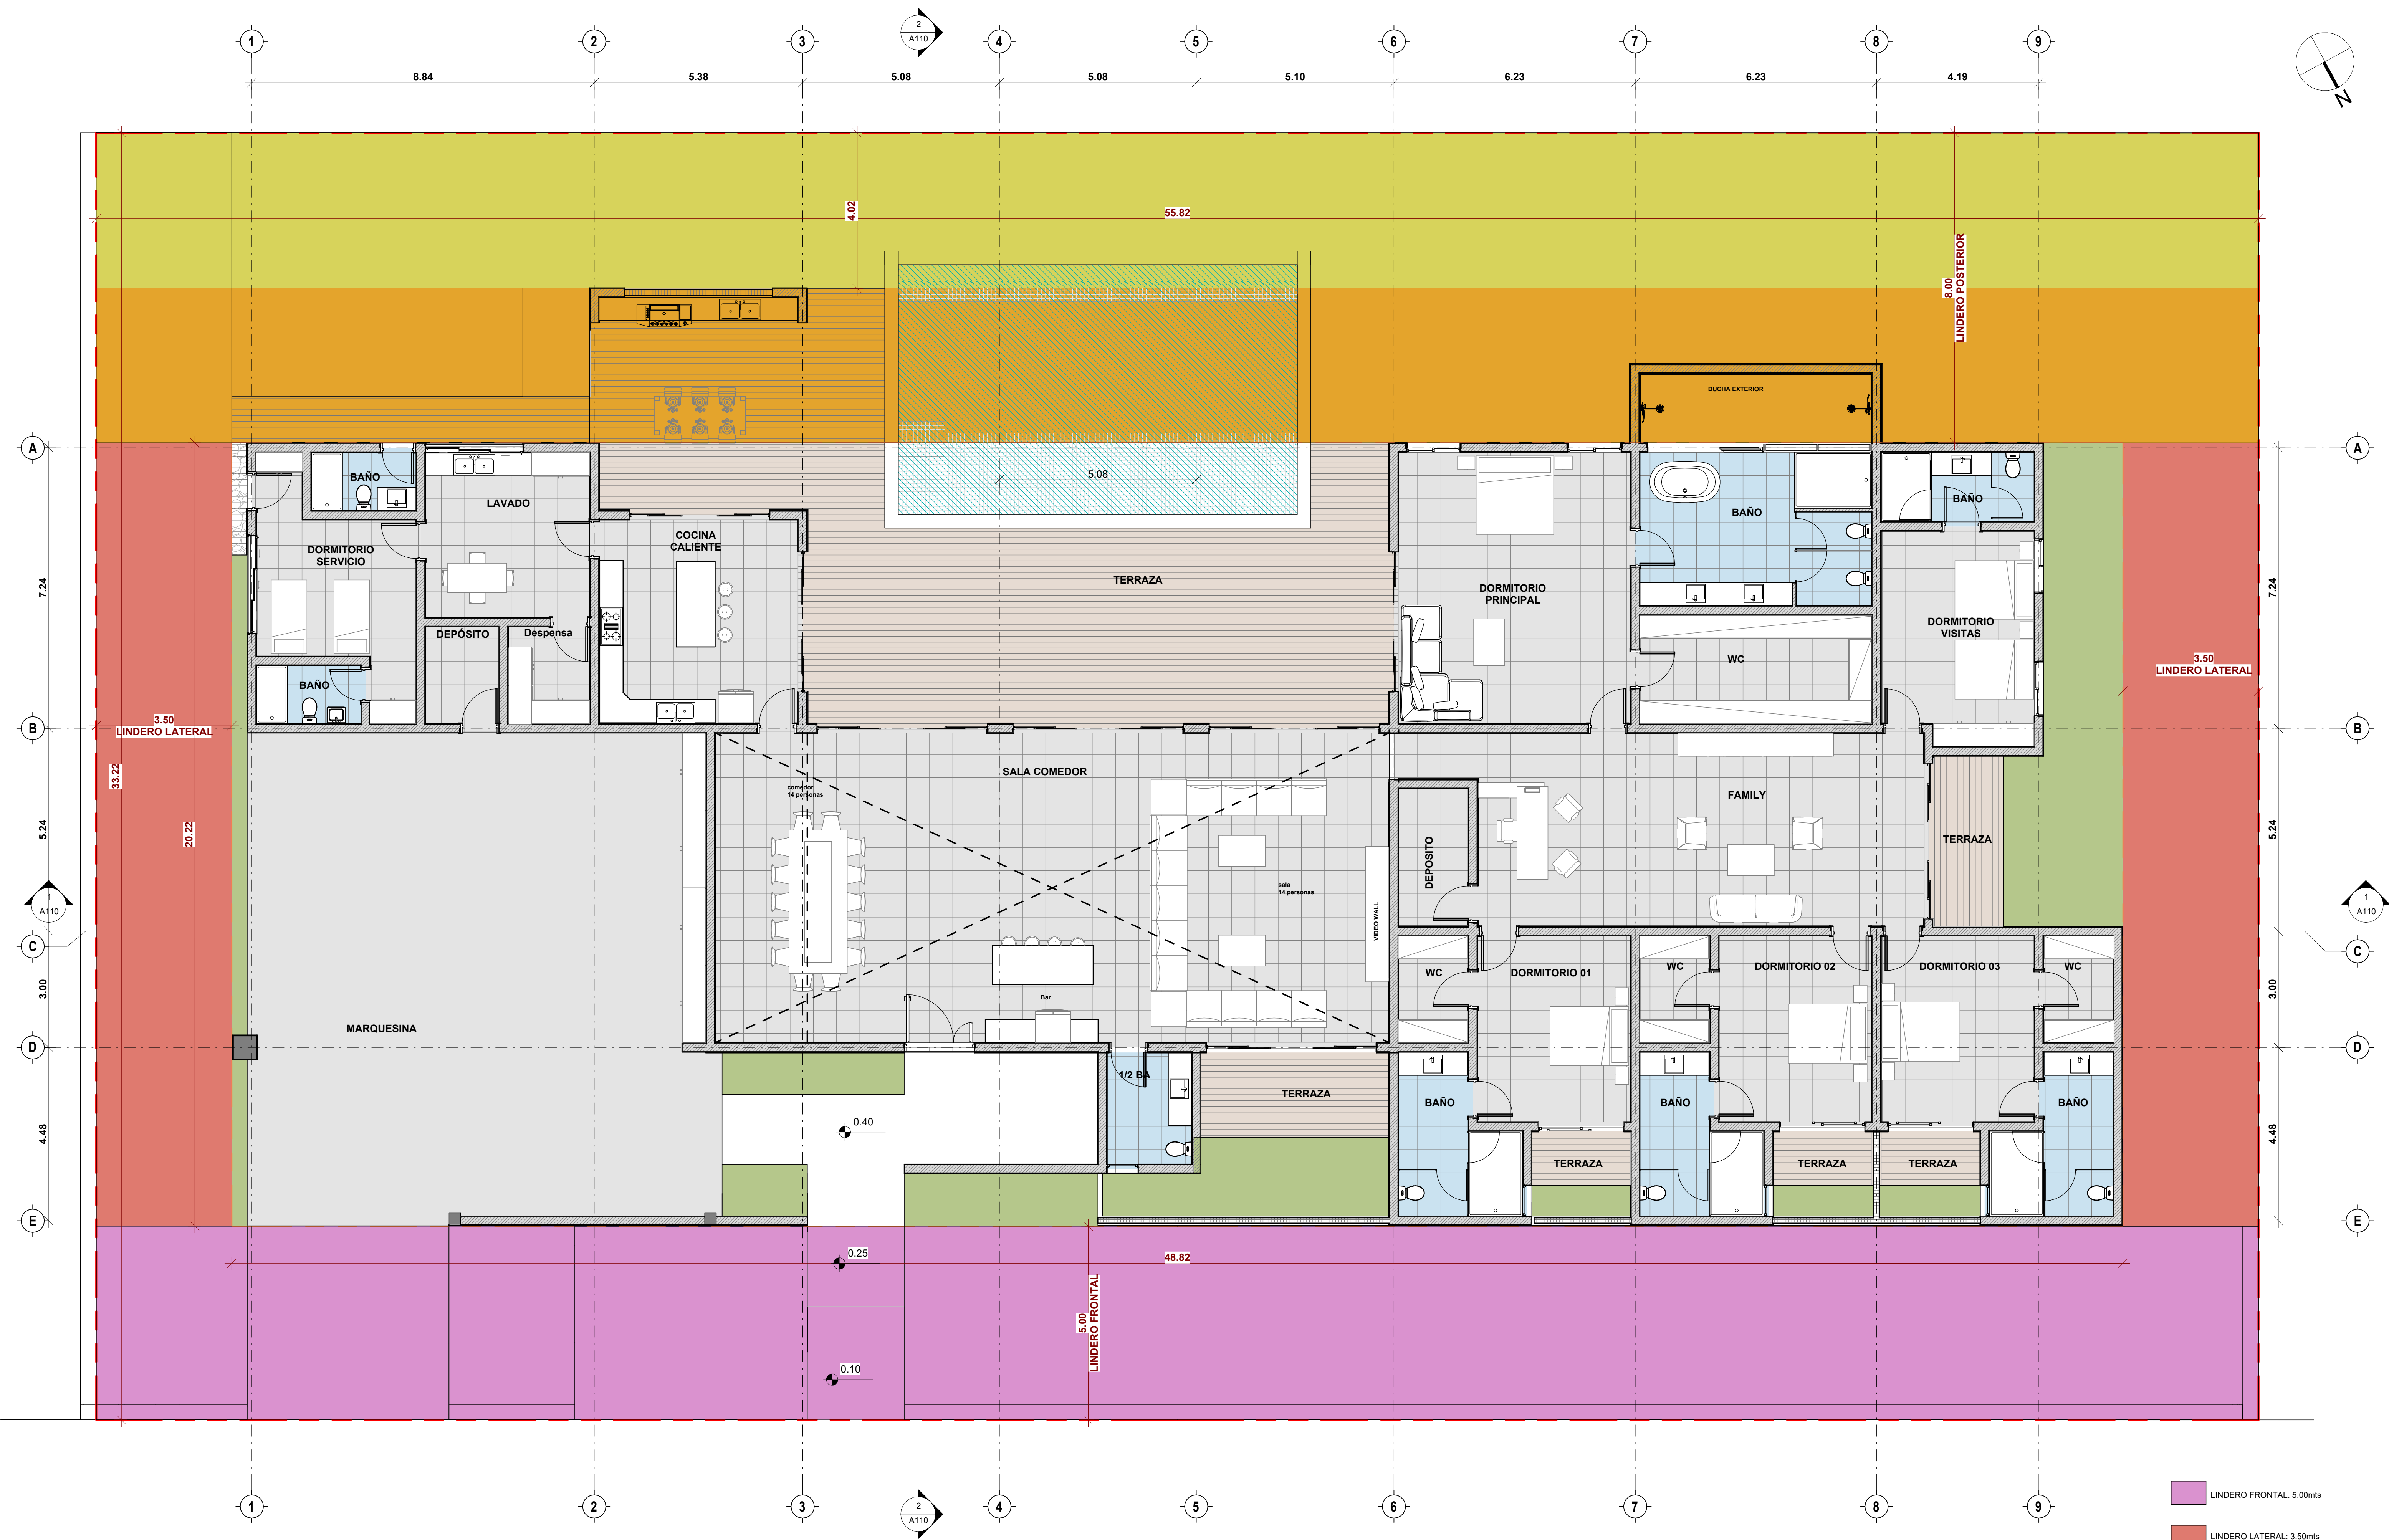 2
A110
1
2
3
4
5
6
7
8
9
8.84
5.38
5.08
5.08
5.10
6.23
6.23
4.19
N
4.02
55.82
8.00
LINDERO POSTERIOR
DUCHA EXTERIOR
A
A
BAÑO
LAVADO
5.08
BAÑO
BAÑO
COCINA
CALIENTE
DORMITORIO
SERVICIO
TERRAZA
DORMITORIO
PRINCIPAL
7.24
7.24
DEPÓSITO
Despensa
DORMITORIO
VISITAS
WC
3.50
LINDERO LATERAL
BAÑO
3.50
LINDERO LATERAL
B
B
33.22
SALA COMEDOR
comedor
14 personas
FAMILY
20.22
5.24
5.24
TERRAZA
DEPOSITO
sala
14 personas
VIDEO WALL
1
A110
1
A110
C
C
WC
DORMITORIO 01
WC
DORMITORIO 02
DORMITORIO 03
WC
3.00
3.00
Bar
MARQUESINA
D
D
1/2 BA
TERRAZA
BAÑO
BAÑO
BAÑO
0.40
4.48
4.48
TERRAZA
TERRAZA
TERRAZA
E
E
0.25
48.82
5.00
LINDERO FRONTAL
0.10
1
2
3
2
A110
4
5
6
7
8
9
LINDERO FRONTAL: 5.00mts
LINDERO LATERAL: 3.50mts